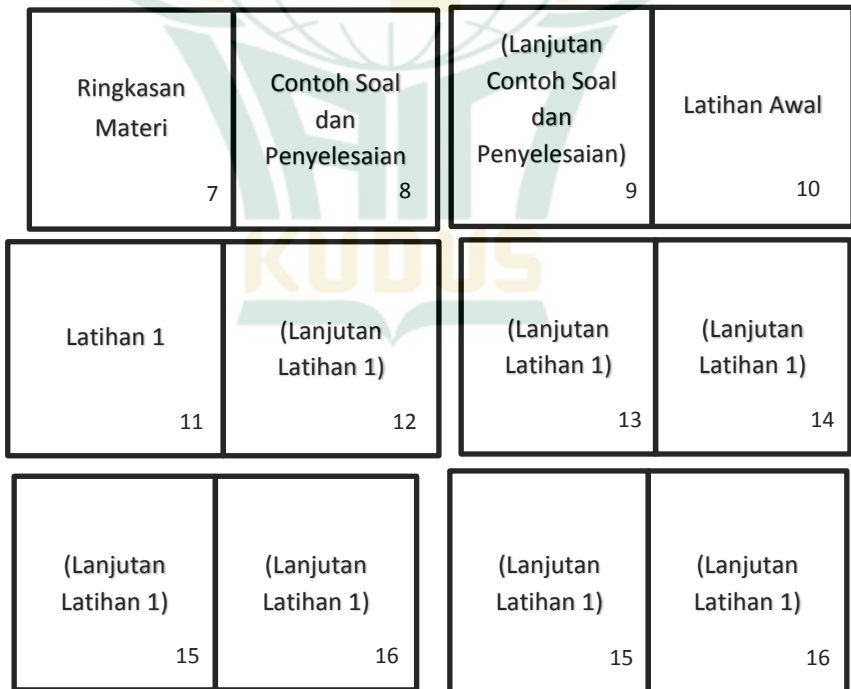 Ringkasan
Materi
7
Contoh Soal
dan
Penyelesaian
8
(Lanjutan
Contoh Soal
dan
Penyelesaian)
9
Latihan Awal
10
Latihan 1
11
(Lanjutan
Latihan 1)
12
(Lanjutan
Latihan 1)
13
(Lanjutan
Latihan 1)
14
(Lanjutan
Latihan 1)
15
(Lanjutan
Latihan 1)
16
(Lanjutan
Latihan 1)
15
(Lanjutan
Latihan 1)
16
KUDUS